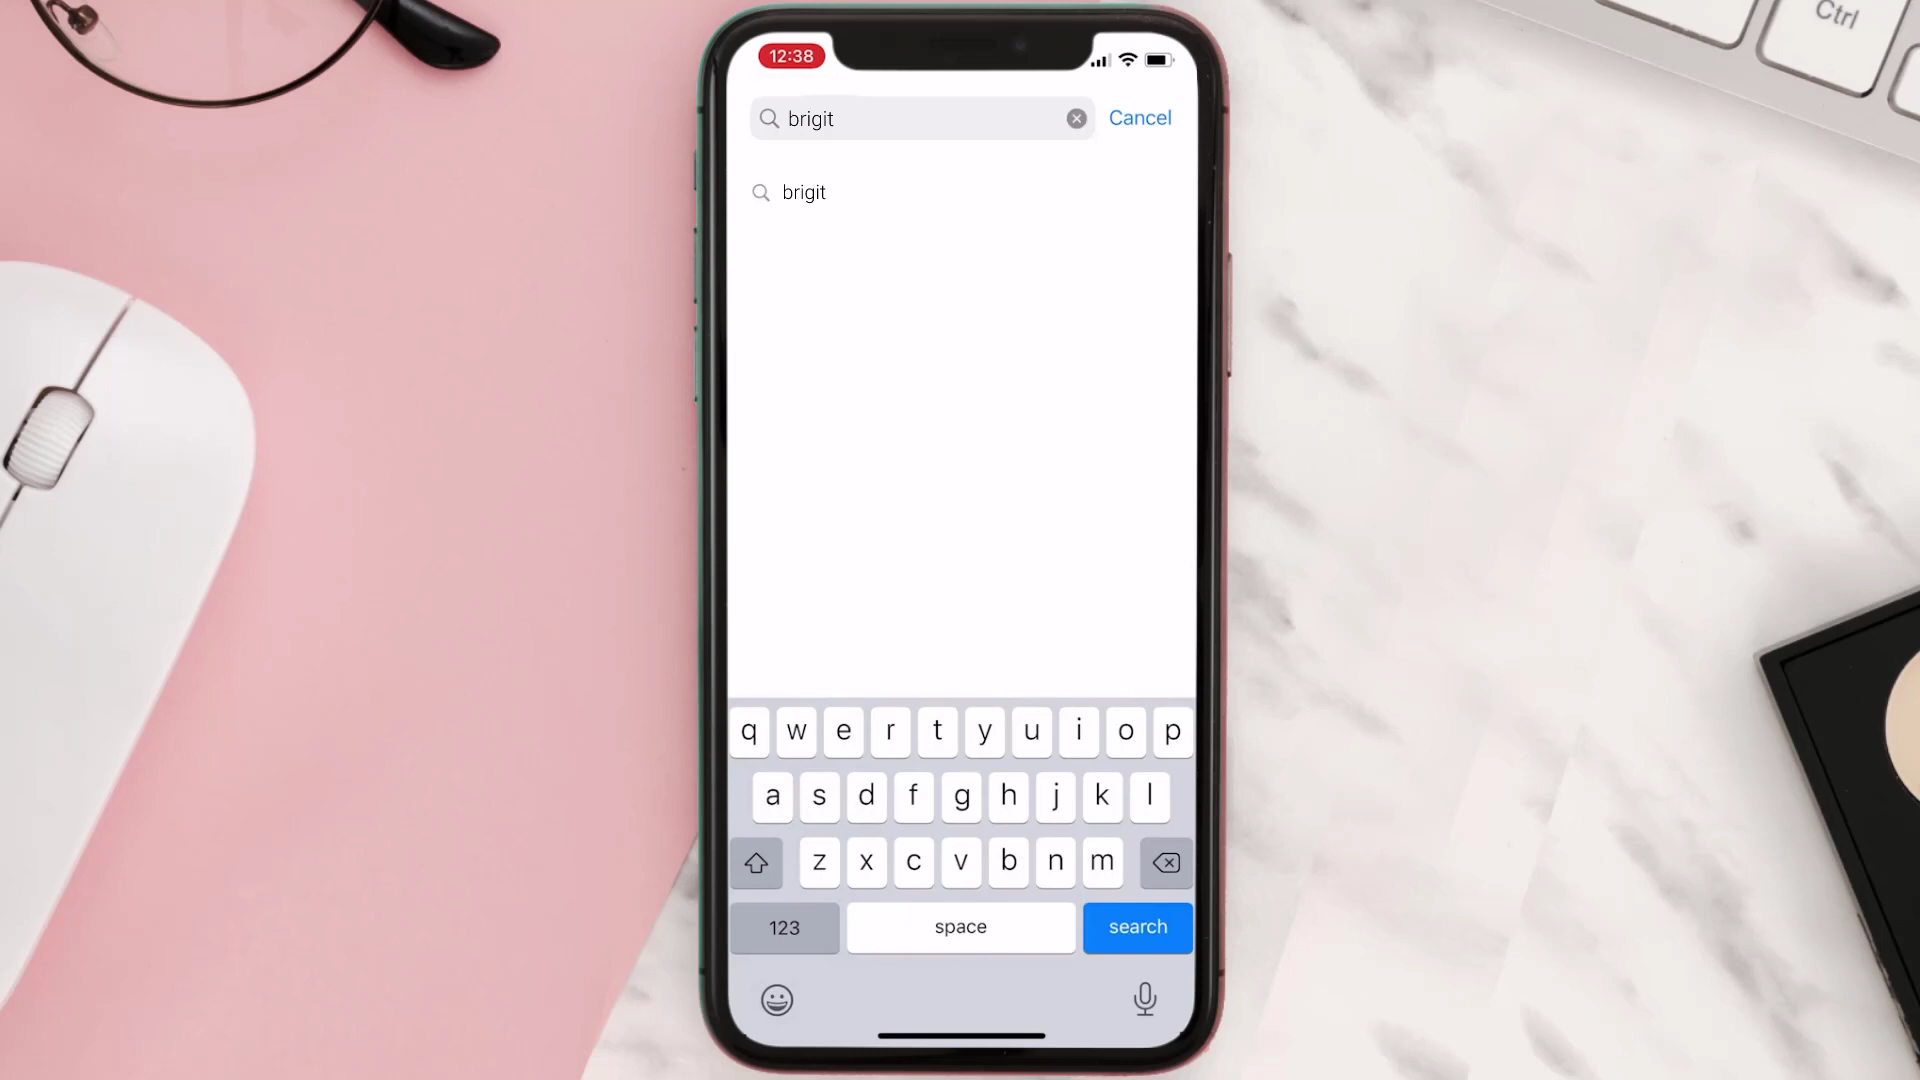 Ctrl
12:38
brigit
Cancel
brigit
q w e r t y u i o p
a s d f g h j k l
z x c v b n m
123 space search